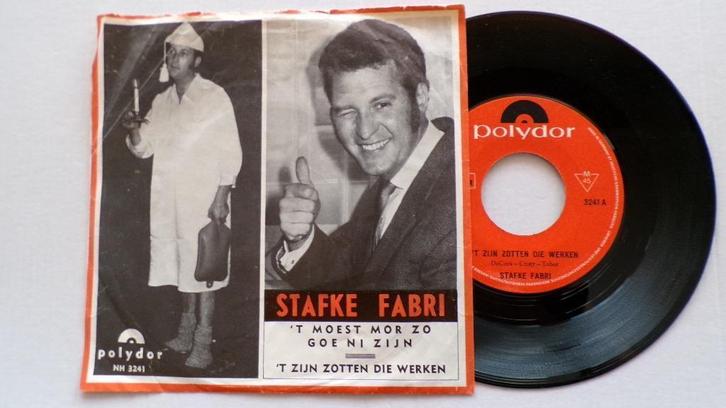 STAFKE FABRI
'T MOEST MOR ZO
GOE NI ZIJN
'T ZIJN ZOTTEN DIE WERKEN
polydor
NH 3241
polydor
M
45
3241 A
'T ZIJN ZOTTEN DIE WERKEN
STAFKE FABRI